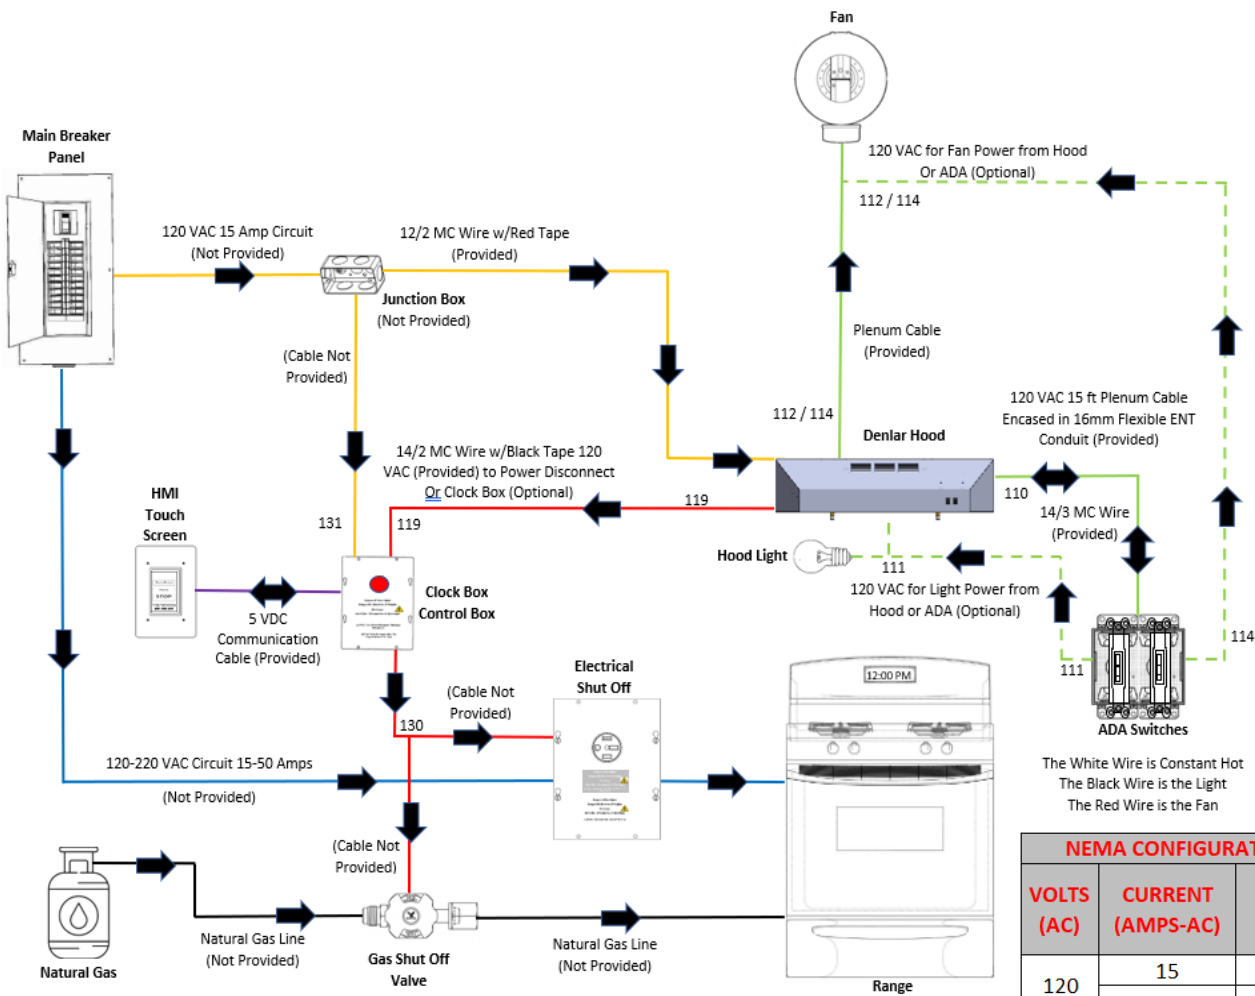 Fan
120 VAC for Fan Power from Hood
Or ADA (Optional)
112 / 114
Main Breaker
Panel
120 VAC 15 Amp Circuit
(Not Provided)
12/2 MC Wire w/Red Tape
(Provided)
Junction Box
(Not Provided)
(Cable Not
Provided)
Plenum Cable
(Provided)
112 / 114
Denlar Hood
120 VAC 15 ft Plenum Cable
Encased in 16mm Flexible ENT
Conduit (Provided)
110
14/3 MC Wire
(Provided)
14/2 MC Wire w/Black Tape 120
VAC (Provided) to Power Disconnect
Or Clock Box (Optional)
119
119
131
HMI
Touch
Screen
STOP
5 VDC
Communication
Cable (Provided)
Clock Box
Control Box
Hood Light
111
120 VAC for Light Power from
Hood or ADA (Optional)
111
114
ADA Switches
The White Wire is Constant Hot
The Black Wire is the Light
The Red Wire is the Fan
Electrical
Shut Off
(Cable Not
Provided)
130
12:00 PM
120-220 VAC Circuit 15-50 Amps
(Not Provided)
(Cable Not
Provided)
Natural Gas
Natural Gas Line
(Not Provided)
Gas Shut Off
Valve
Natural Gas Line
(Not Provided)
Range
NEMA CONFIGURAT
VOLTS
(AC)
CURRENT
(AMPS-AC)
120
15